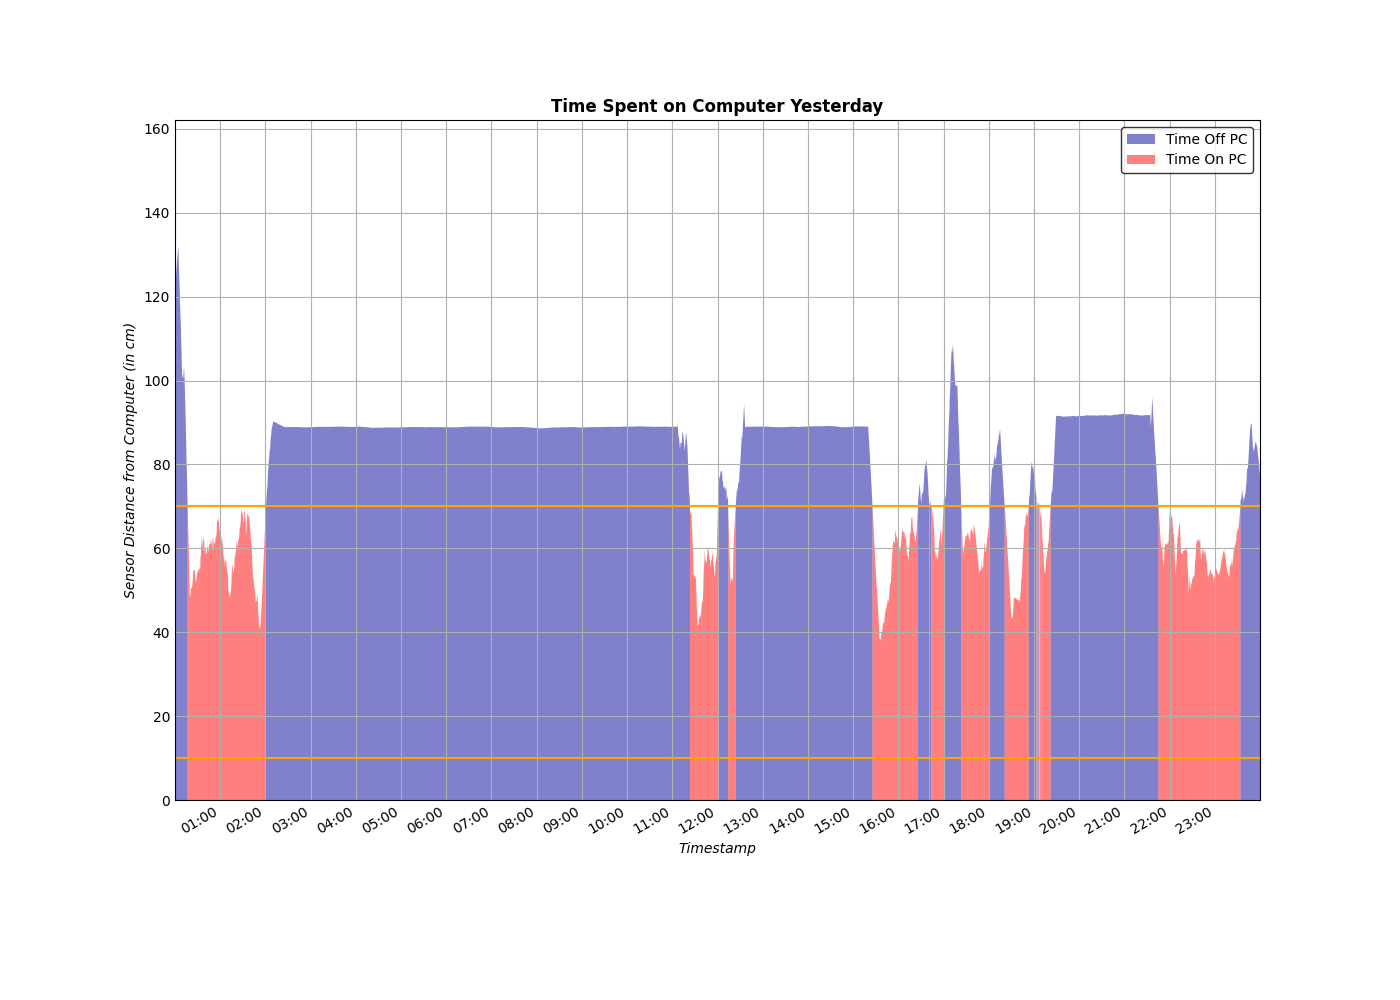 Time Spent on Computer Yesterday
Time Off PC
Time On PC
160
140
120
100
80
60
40
20
0
Sensor Distance from Computer (in cm)
01:00 02:00 03:00 04:00 05:00 06:00 07:00 08:00 09:00 10:00 11:00 12:00 13:00 14:00 15:00 16:00 17:00 18:00 19:00 20:00 21:00 22:00 23:00
Timestamp